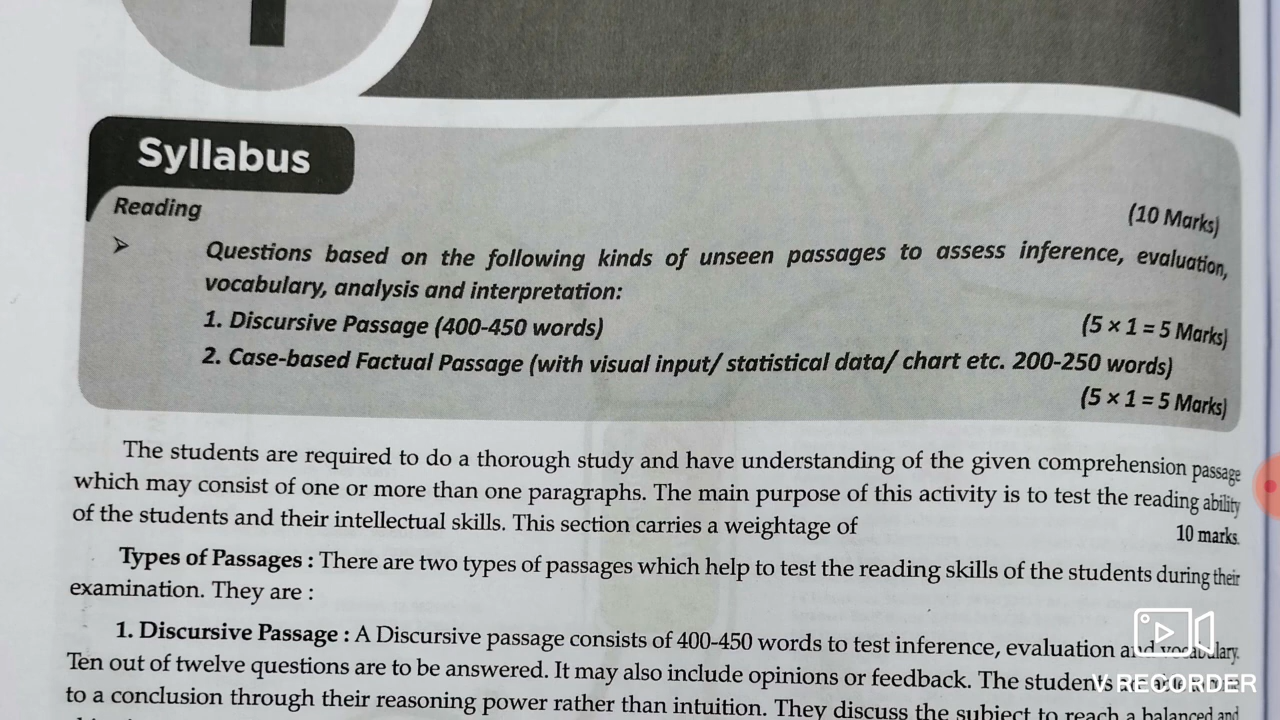 Syllabus
Reading
(10 Marks)
➢ Questions based on the following kinds of unseen passages to assess inference, evaluation,
vocabulary, analysis and interpretation:
1. Discursive Passage (400-450 words) (5 × 1 = 5 Marks)
2. Case-based Factual Passage (with visual input/ statistical data/ chart etc. 200-250 words)
(5 × 1 = 5 Marks)
The students are required to do a thorough study and have understanding of the given comprehension passage
which may consist of one or more than one paragraphs. The main purpose of this activity is to test the reading ability
of the students and their intellectual skills. This section carries a weightage of 10 marks.
Types of Passages : There are two types of passages which help to test the reading skills of the students during their
examination. They are :
1. Discursive Passage : A Discursive passage consists of 400-450 words to test inference, evaluation and vocabulary.
Ten out of twelve questions are to be answered. It may also include opinions or feedback. The students
to a conclusion through their reasoning power rather than intuition. They discuss the subject to reach a balanced and
V RECORDER